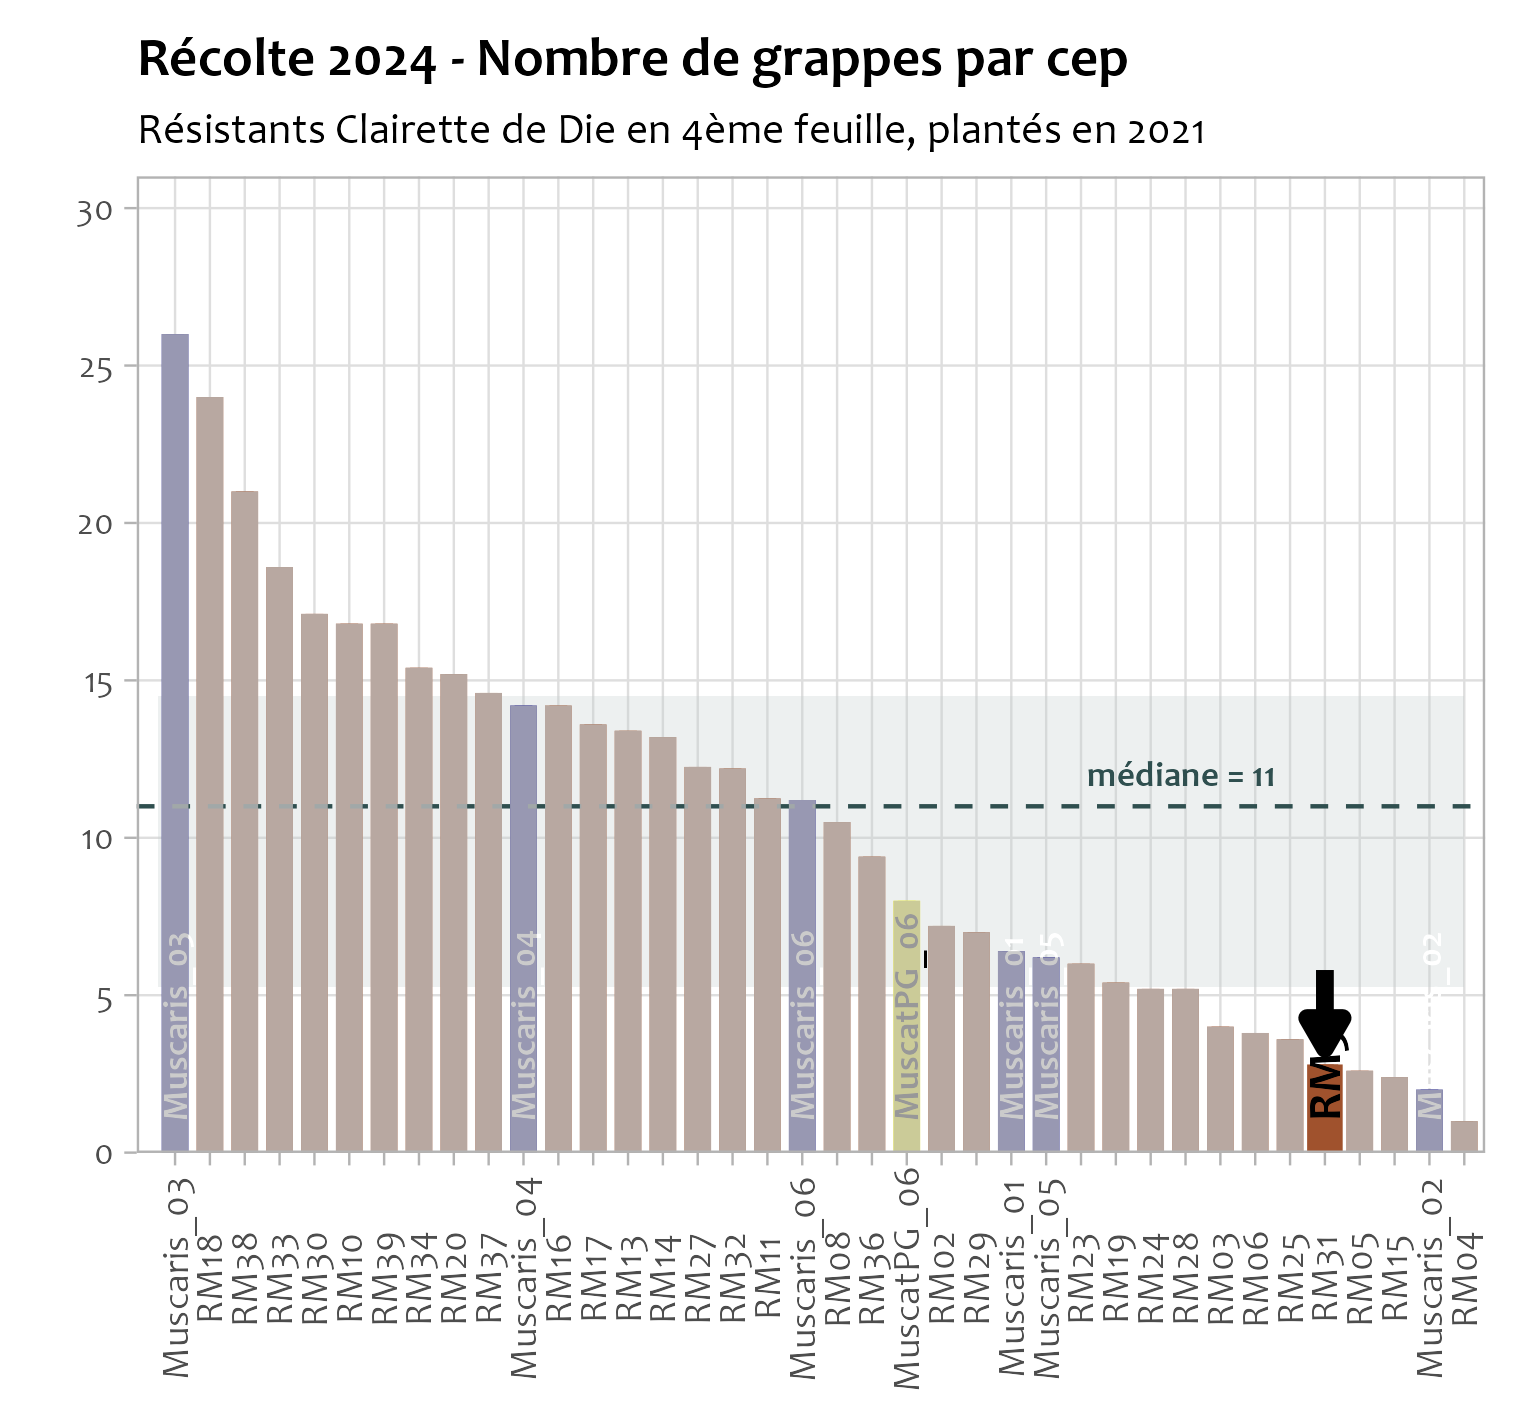 Récolte 2024 - Nombre de grappes par cep
Résistants Clairette de Die en 4ème feuille, plantés en 2021
30
25
20
15
10
5
0
médiane = 11
Muscaris_03
Muscaris_04
Muscaris_06
MuscatPG_06
Muscaris_01
Muscaris_05
Muscaris_03
RM18
RM38
RM33
RM30
RM10
RM39
RM34
RM20
RM37
Muscaris_04
RM16
RM17
RM13
RM14
RM27
RM32
RM11
Muscaris_06
RM08
RM36
MuscatPG_06
RM02
RM29
Muscaris_01
Muscaris_05
RM23
RM19
RM24
RM28
RM03
RM06
RM25
RM31
RM05
RM15
Muscaris_02
RM04